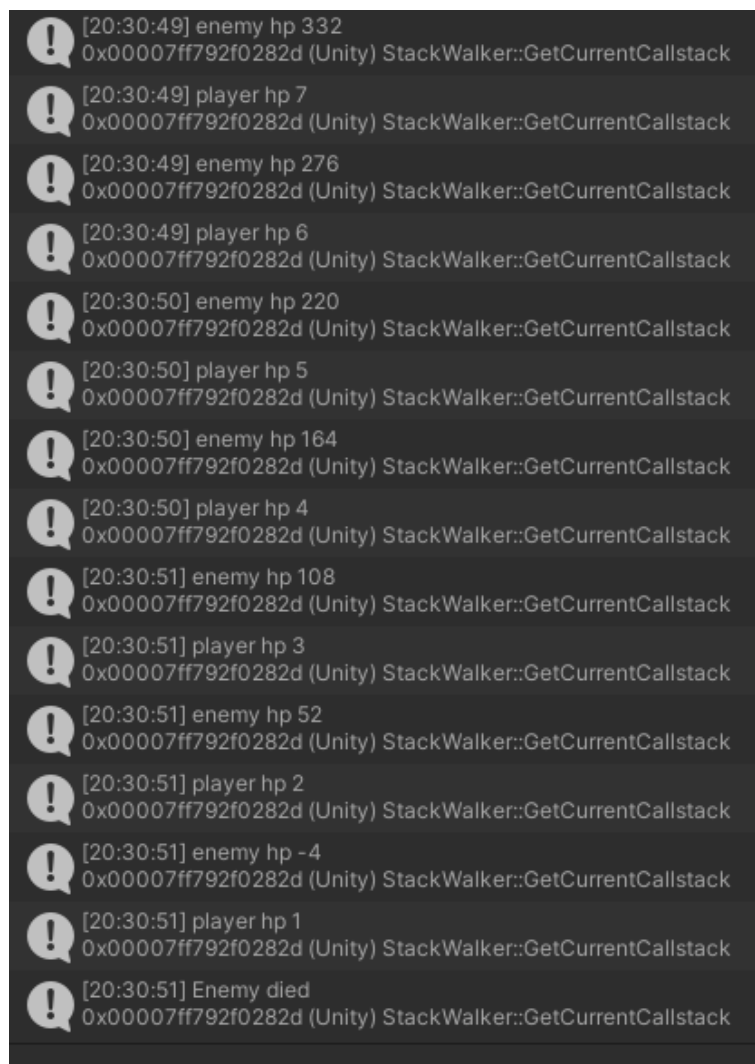 [20:30:49] enemy hp 332
0x00007ff792f0282d (Unity) StackWalker::GetCurrentCallstack
[20:30:49] player hp 7
0x00007ff792f0282d (Unity) StackWalker::GetCurrentCallstack
[20:30:49] enemy hp 276
0x00007ff792f0282d (Unity) StackWalker::GetCurrentCallstack
[20:30:49] player hp 6
0x00007ff792f0282d (Unity) StackWalker::GetCurrentCallstack
[20:30:50] enemy hp 220
0x00007ff792f0282d (Unity) StackWalker::GetCurrentCallstack
[20:30:50] player hp 5
0x00007ff792f0282d (Unity) StackWalker::GetCurrentCallstack
[20:30:50] enemy hp 164
0x00007ff792f0282d (Unity) StackWalker::GetCurrentCallstack
[20:30:50] player hp 4
0x00007ff792f0282d (Unity) StackWalker::GetCurrentCallstack
[20:30:51] enemy hp 108
0x00007ff792f0282d (Unity) StackWalker::GetCurrentCallstack
[20:30:51] player hp 3
0x00007ff792f0282d (Unity) StackWalker::GetCurrentCallstack
[20:30:51] enemy hp 52
0x00007ff792f0282d (Unity) StackWalker::GetCurrentCallstack
[20:30:51] player hp 2
0x00007ff792f0282d (Unity) StackWalker::GetCurrentCallstack
[20:30:51] enemy hp -4
0x00007ff792f0282d (Unity) StackWalker::GetCurrentCallstack
[20:30:51] player hp 1
0x00007ff792f0282d (Unity) StackWalker::GetCurrentCallstack
[20:30:51] Enemy died
0x00007ff792f0282d (Unity) StackWalker::GetCurrentCallstack